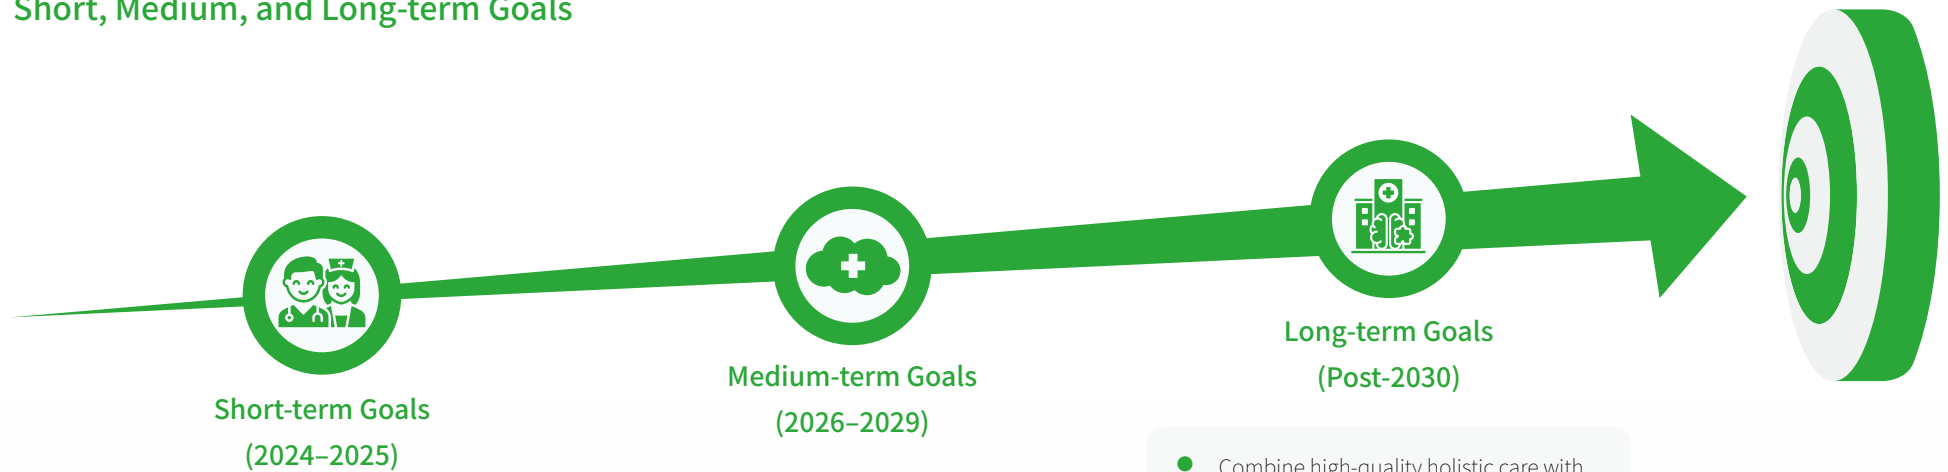 Short, Medium, and Long-term Goals
Short-term Goals
(2024–2025)
Medium-term Goals
(2026–2029)
Long-term Goals
(Post-2030)
Combine high-quality holistic care with